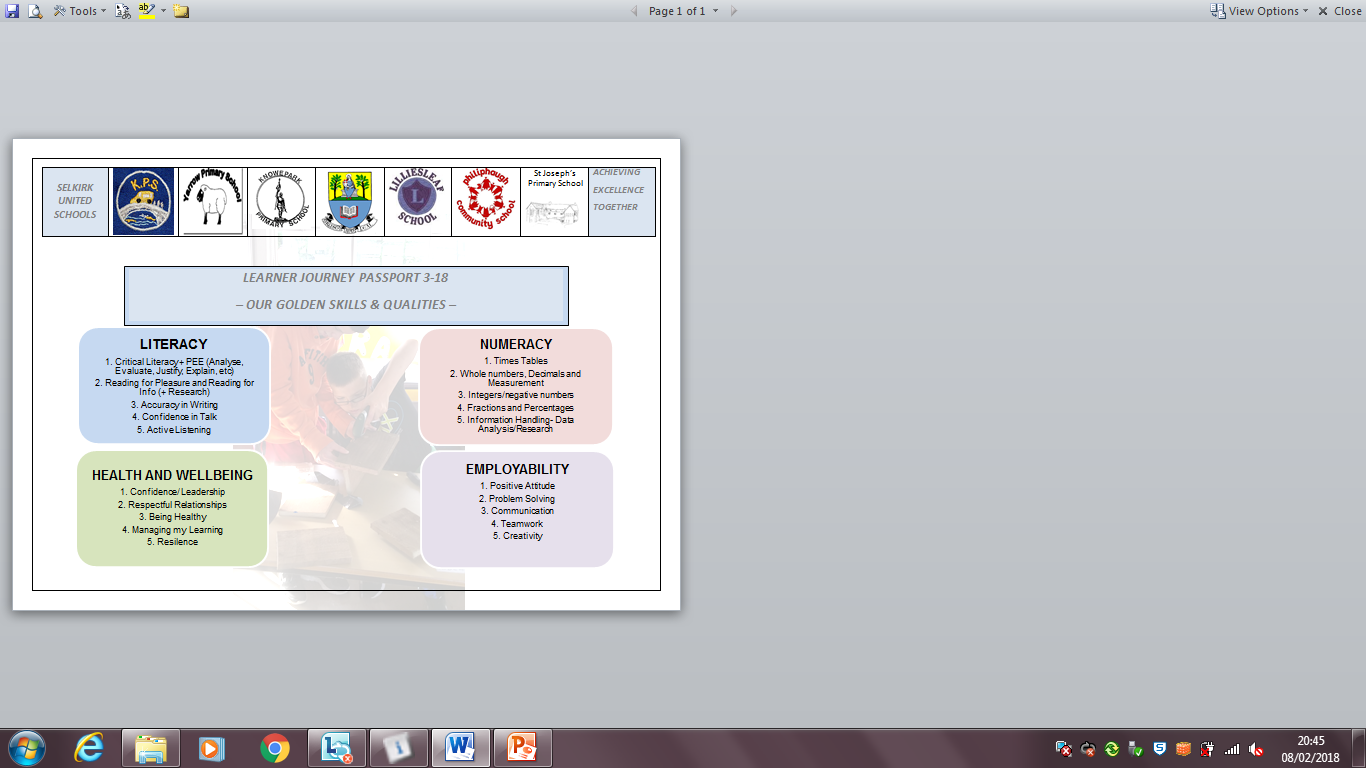 Tools
Page 1 of 1
View Options
Close
SELKIRK
UNITED
SCHOOLS
K.P.S
Yarrow Primary School
KNOWEPARK
PRIMARY SCHOOL
LILLIESLEAF
L
SCHOOL
philiphaugh
community school
St Joseph's
Primary School
ACHIEVING
EXCELLENCE
TOGETHER
LEARNER JOURNEY PASSPORT 3-18
– OUR GOLDEN SKILLS & QUALITIES –
LITERACY
1. Critical Literacy+ PEE (Analyse,
Evaluate, Justify, Explain, etc)
2. Reading for Pleasure and Reading for
Info (+ Research)
3. Accuracy in Writing
4. Confidence in Talk
5. Active Listening
NUMERACY
1. Times Tables
2. Whole numbers, Decimals and
Measurement
3. Integers/negative numbers
4. Fractions and Percentages
5. Information Handling- Data
Analysis/Research
HEALTH AND WELLBEING
1. Confidence/ Leadership
2. Respectful Relationships
3. Being Healthy
4. Managing my Learning
5. Resilence
EMPLOYABILITY
1. Positive Attitude
2. Problem Solving
3. Communication
4. Teamwork
5. Creativity
20:45
08/02/2018